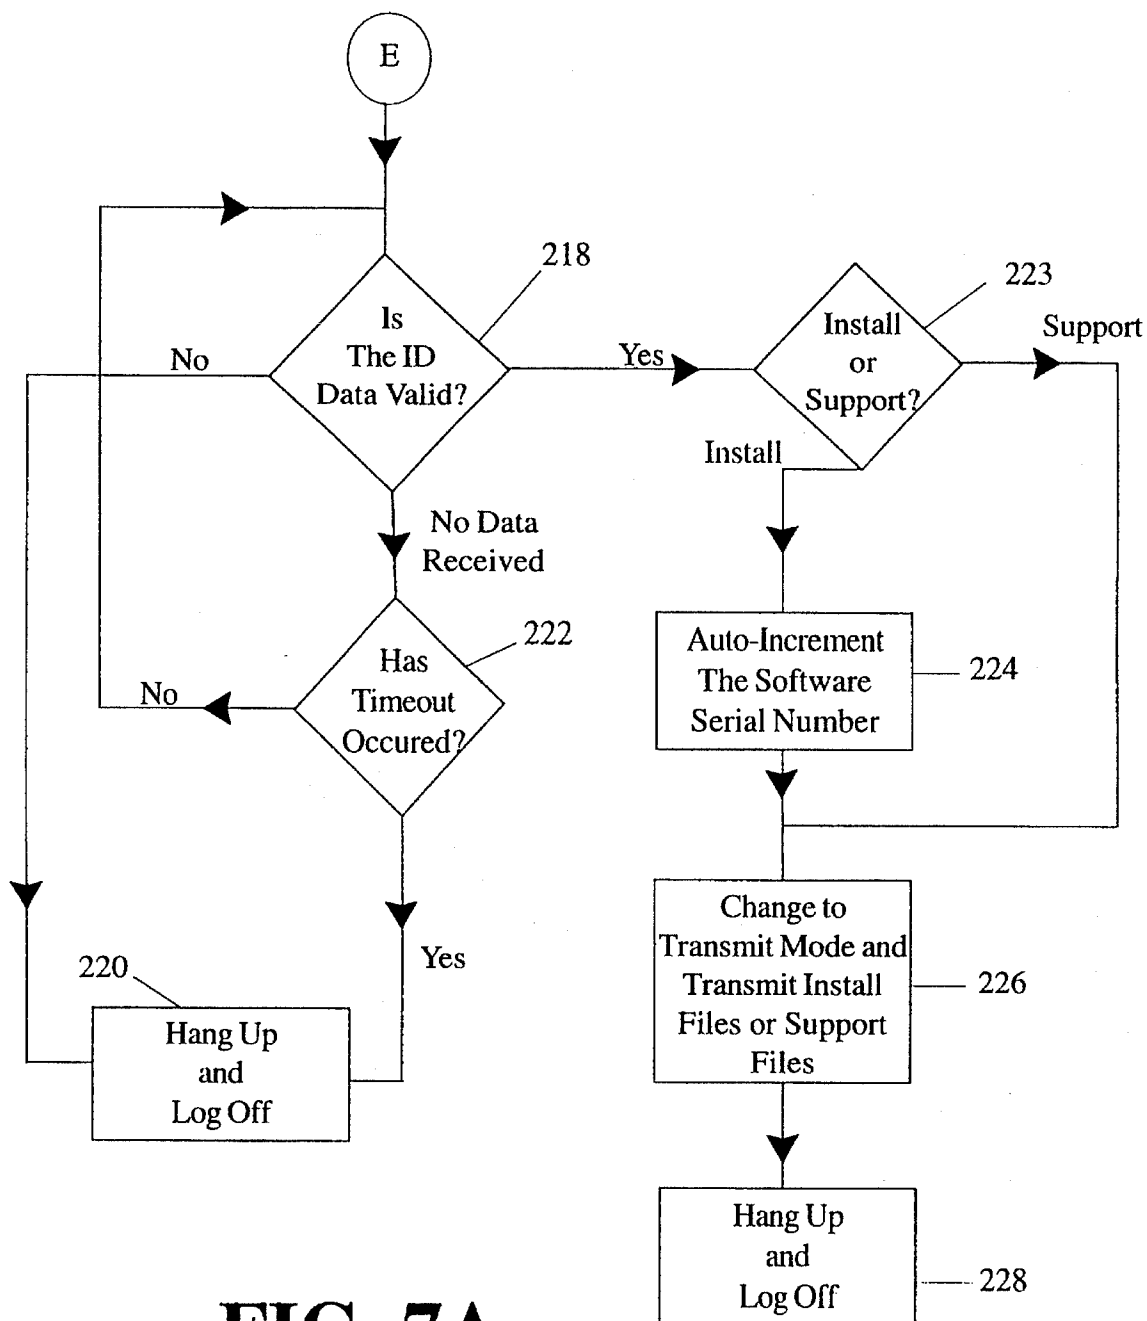 E
218
Is
The ID
Data Valid?
No
Yes
223
Install
or
Support?
Support
Install
No Data
Received
222
Has
Timeout
Occured?
No
Yes
Auto-Increment
The Software
Serial Number
224
220
Hang Up
and
Log Off
Change to
Transmit Mode and
Transmit Install
Files or Support
Files
226
Hang Up
and
Log Off
228
FIG. 7A